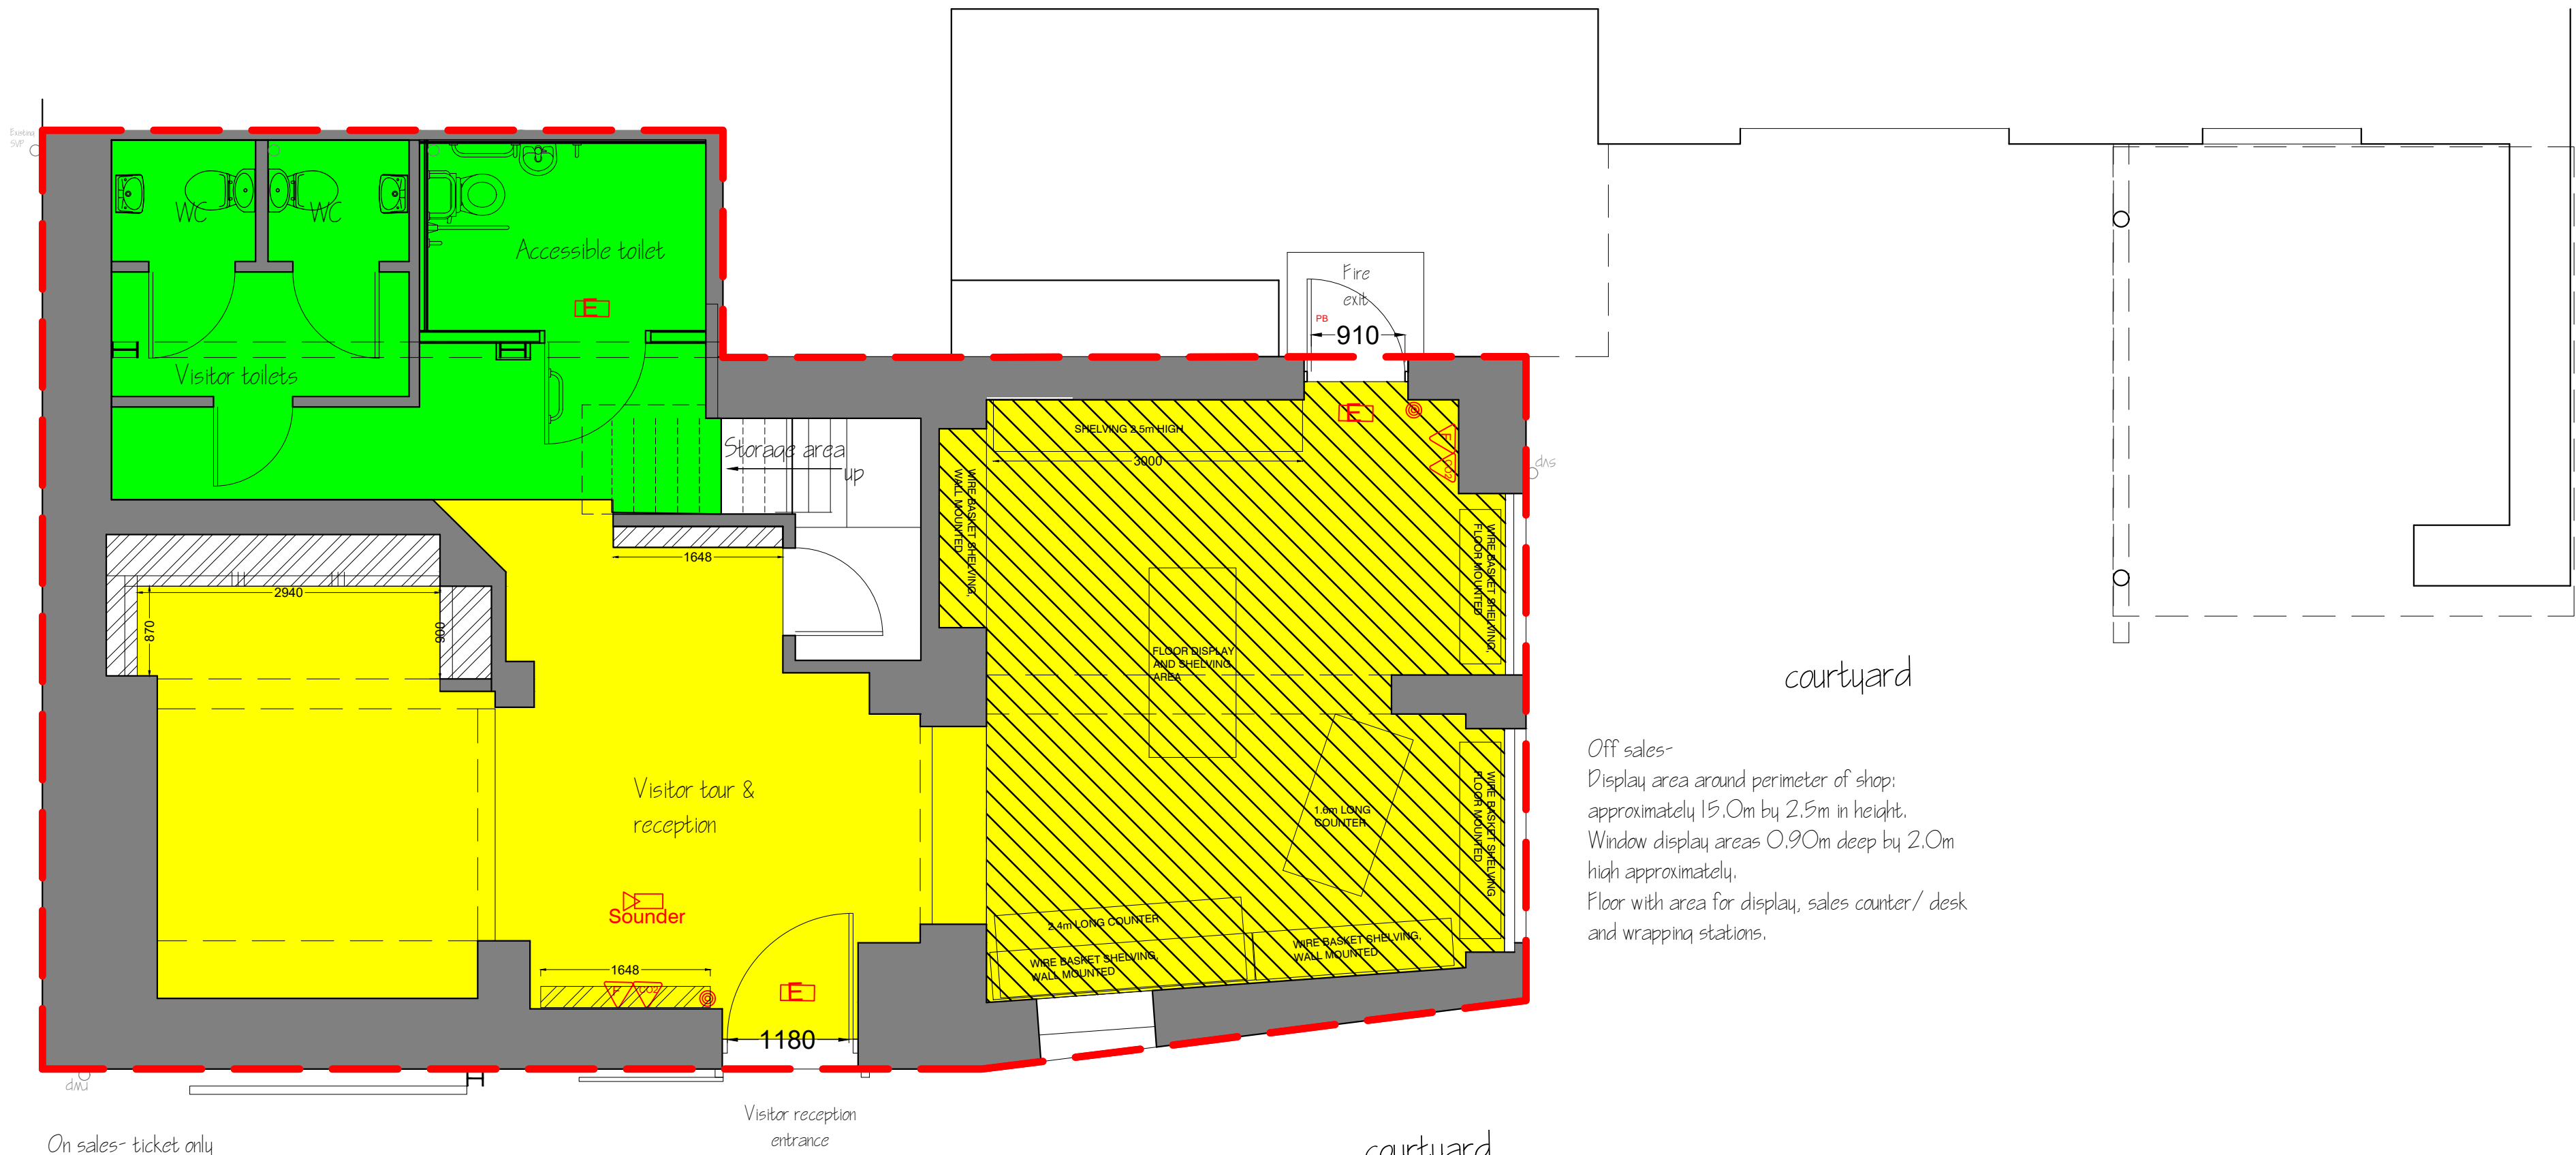 Existing
SVP
WC
WC
Accessible toilet
E
Visitor toilets
Fire
exit
PB
910
E
F
CO2
SHELVING 2.5m HIGH
3000
Storage area
up
svp
WIRE BASKET SHELVING,
WALL MOUNTED
WIRE BASKET SHELVING,
FLOOR MOUNTED
1648
2940
870
900
FLOOR DISPLAY
AND SHELVING
AREA
courtyard
Off sales-
Display area around perimeter of shop:
approximately 15.0m by 2.5m in height.
Window display areas 0.90m deep by 2.0m
high approximately.
Floor with area for display, sales counter/ desk
and wrapping stations.
Visitor tour &
reception
1.6m LONG
COUNTER
WIRE BASKET SHELVING
FLOOR MOUNTED
Sounder
2.4m LONG COUNTER
WIRE BASKET SHELVING,
WALL MOUNTED
WIRE BASKET SHELVING,
WALL MOUNTED
1648
F
CO2
E
1180
rwp
Visitor reception
entrance
On sales- ticket only
courtyard